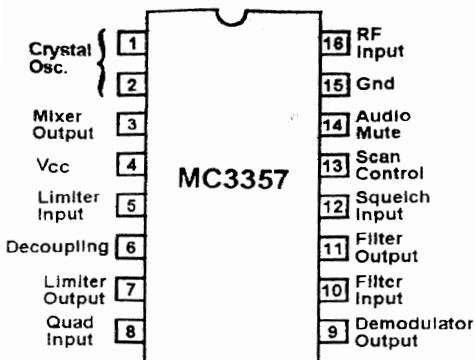 Crystal
Osc.
1
2
Mixer
Output
3
Vcc
4
Limiter
Input
5
Decoupling
6
Limiter
Output
7
Quad
Input
8
MC3357
16
RF
Input
15
Gnd
14
Audio
Mute
13
Scan
Control
12
Squelch
Input
11
Filter
Output
10
Filter
Input
9
Demodulator
Output